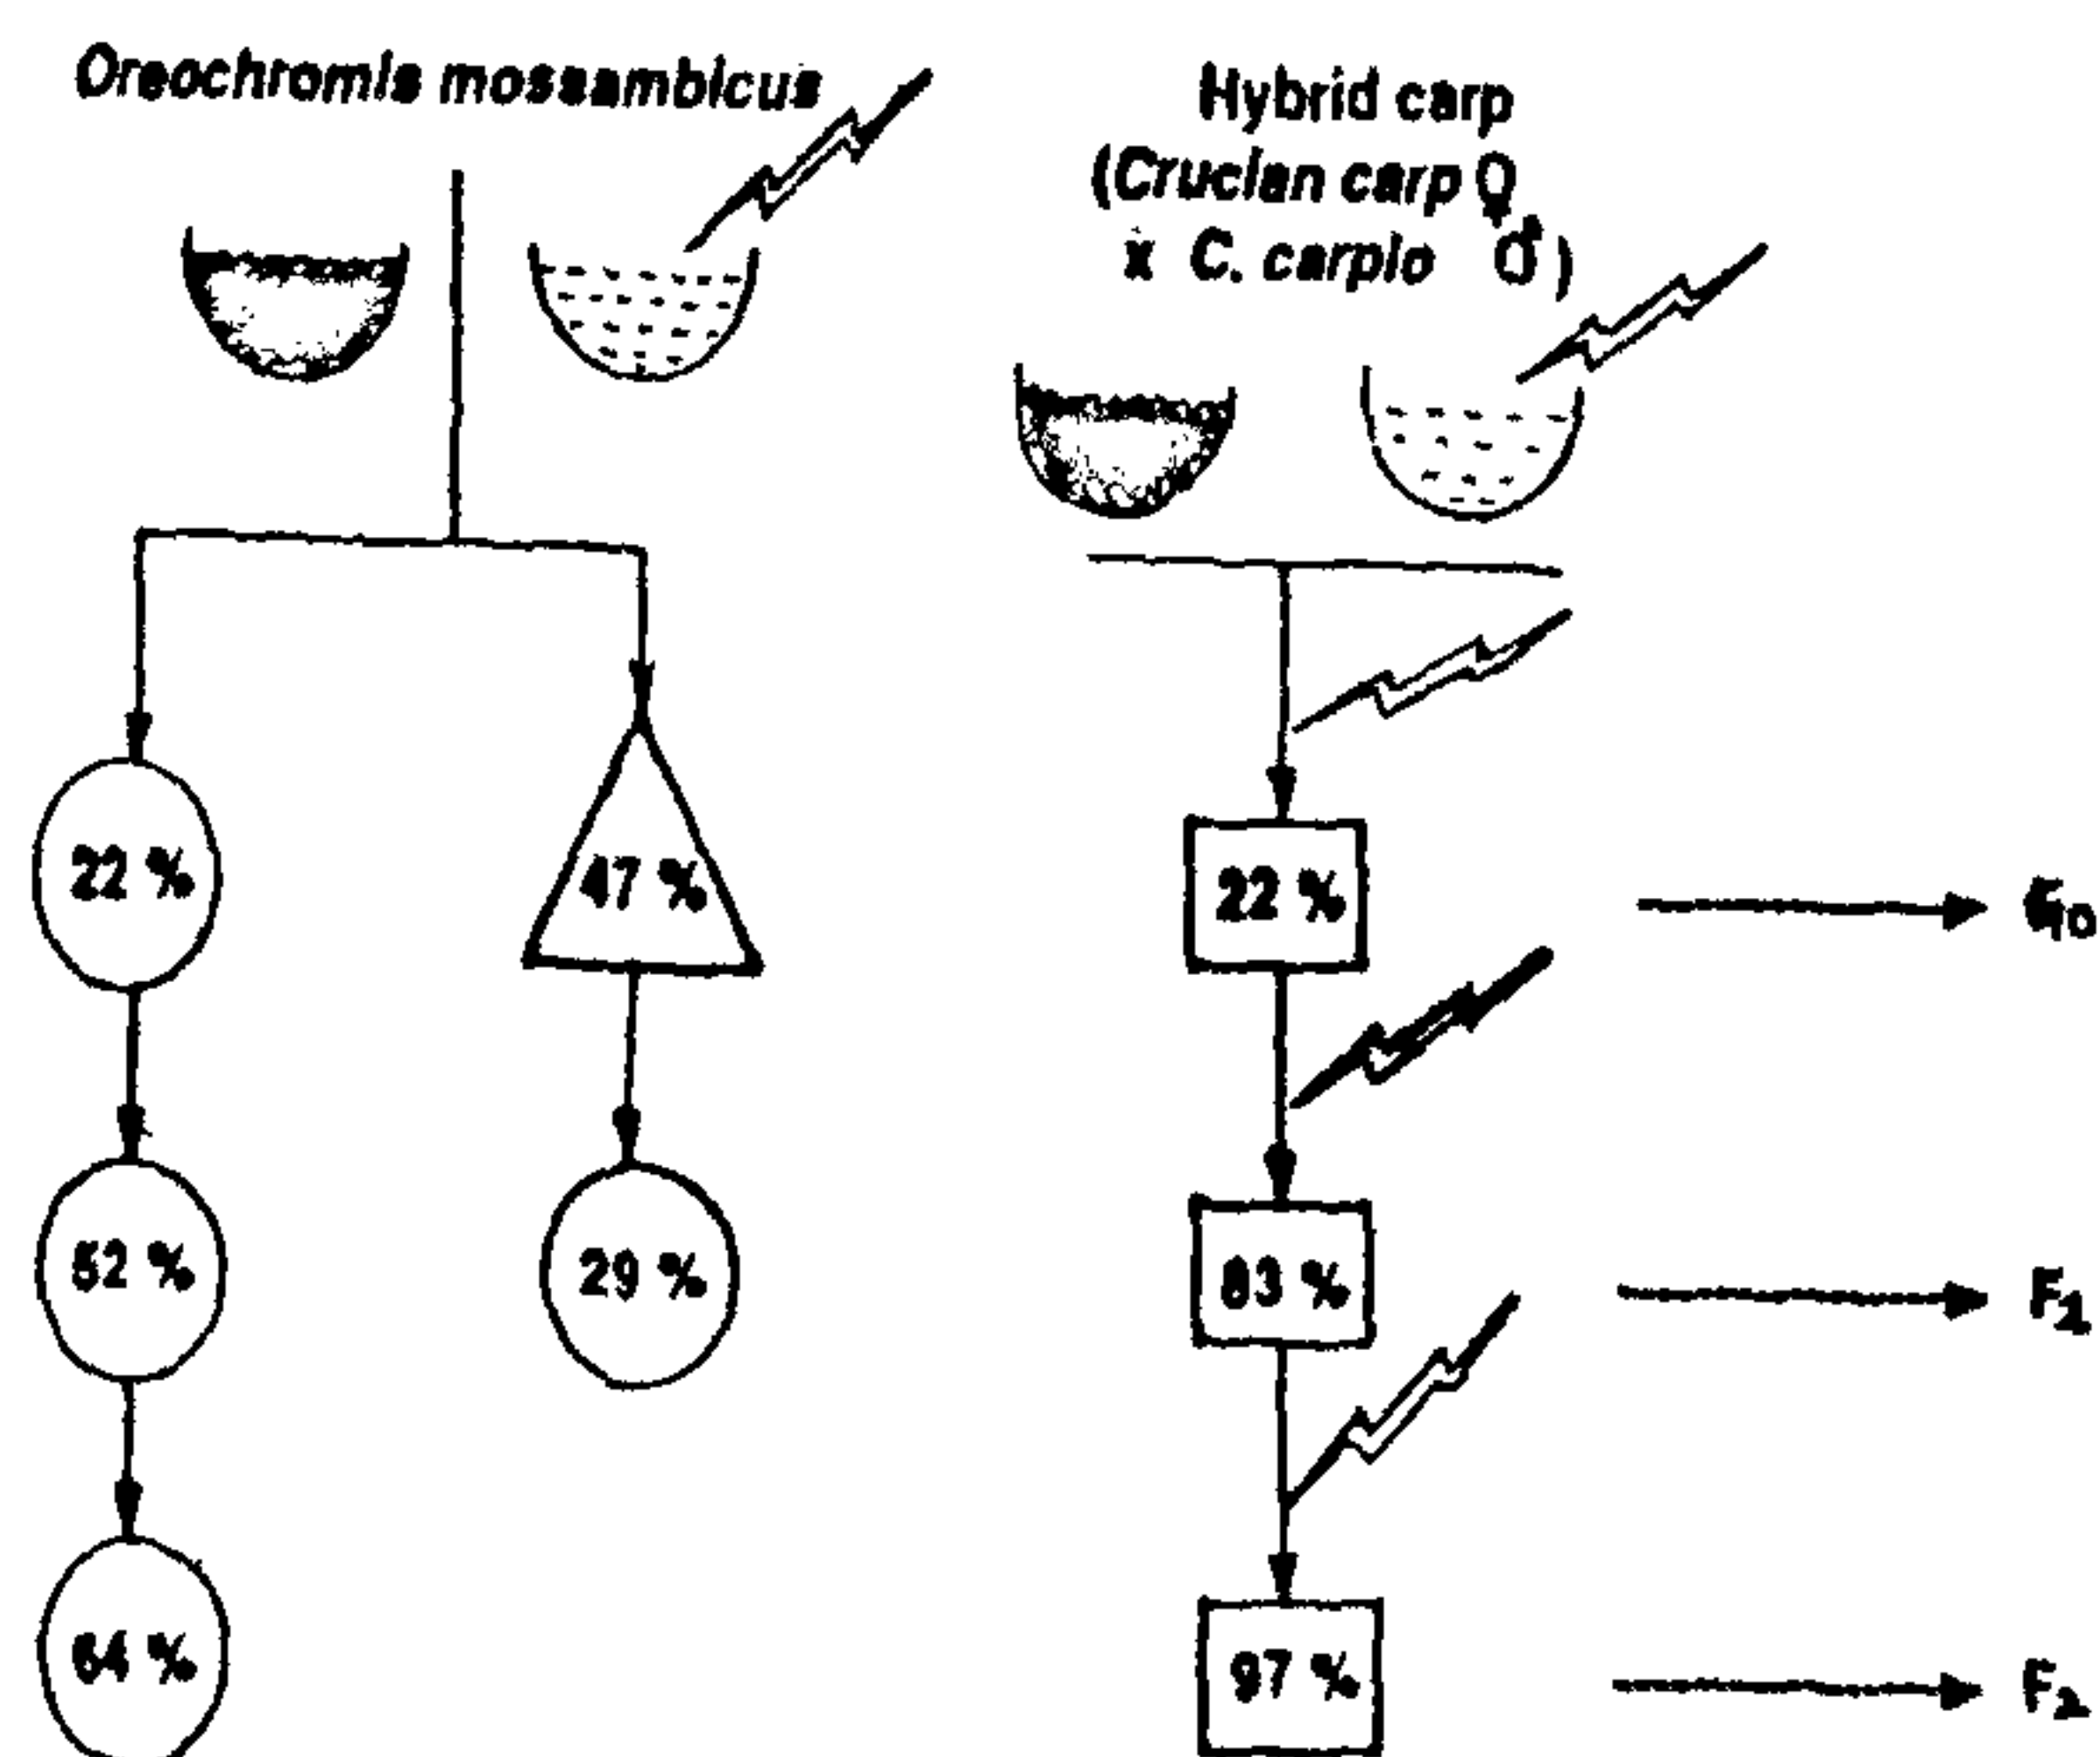 Oreochromis mossambicus
Hybrid carp
(Crucian carp ♀
x C. carpio ♂)
22 %
47 %
22 %
G0
52 %
29 %
83 %
F1
64 %
97 %
F2